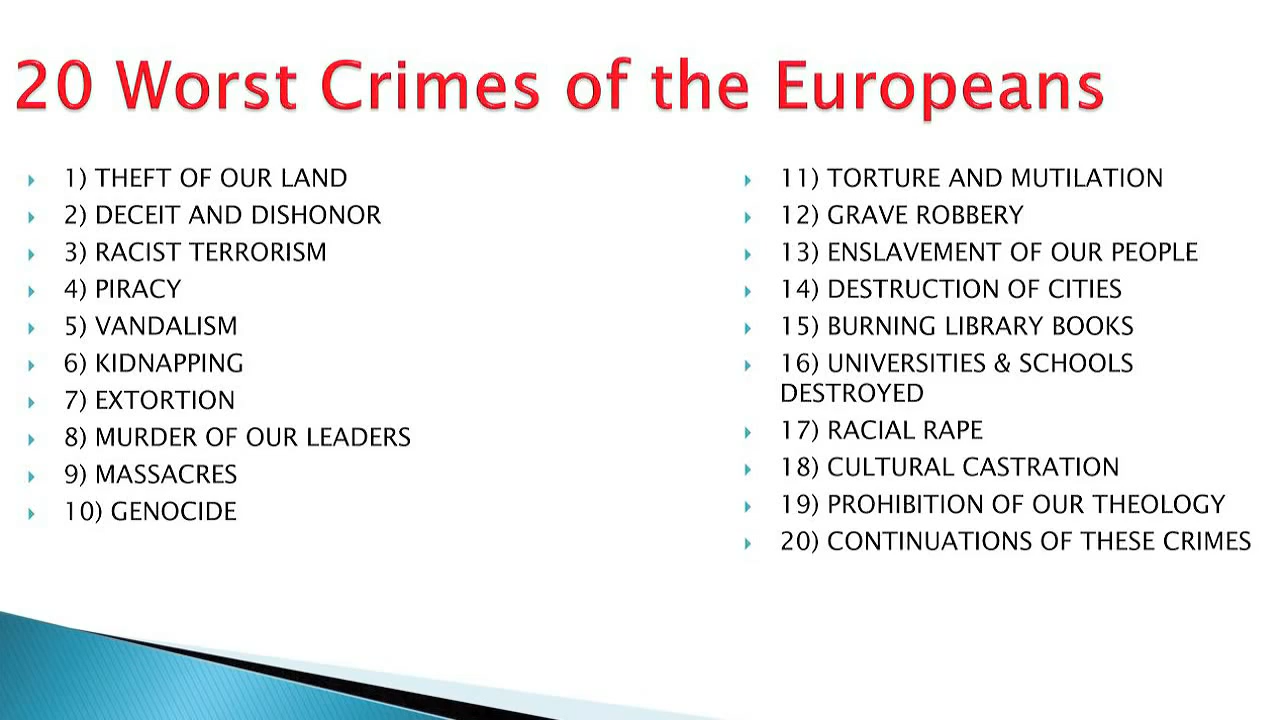 20 Worst Crimes of the Europeans
1) THEFT OF OUR LAND
2) DECEIT AND DISHONOR
3) RACIST TERRORISM
4) PIRACY
5) VANDALISM
6) KIDNAPPING
7) EXTORTION
8) MURDER OF OUR LEADERS
9) MASSACRES
10) GENOCIDE
11) TORTURE AND MUTILATION
12) GRAVE ROBBERY
13) ENSLAVEMENT OF OUR PEOPLE
14) DESTRUCTION OF CITIES
15) BURNING LIBRARY BOOKS
16) UNIVERSITIES & SCHOOLS
DESTROYED
17) RACIAL RAPE
18) CULTURAL CASTRATION
19) PROHIBITION OF OUR THEOLOGY
20) CONTINUATIONS OF THESE CRIMES